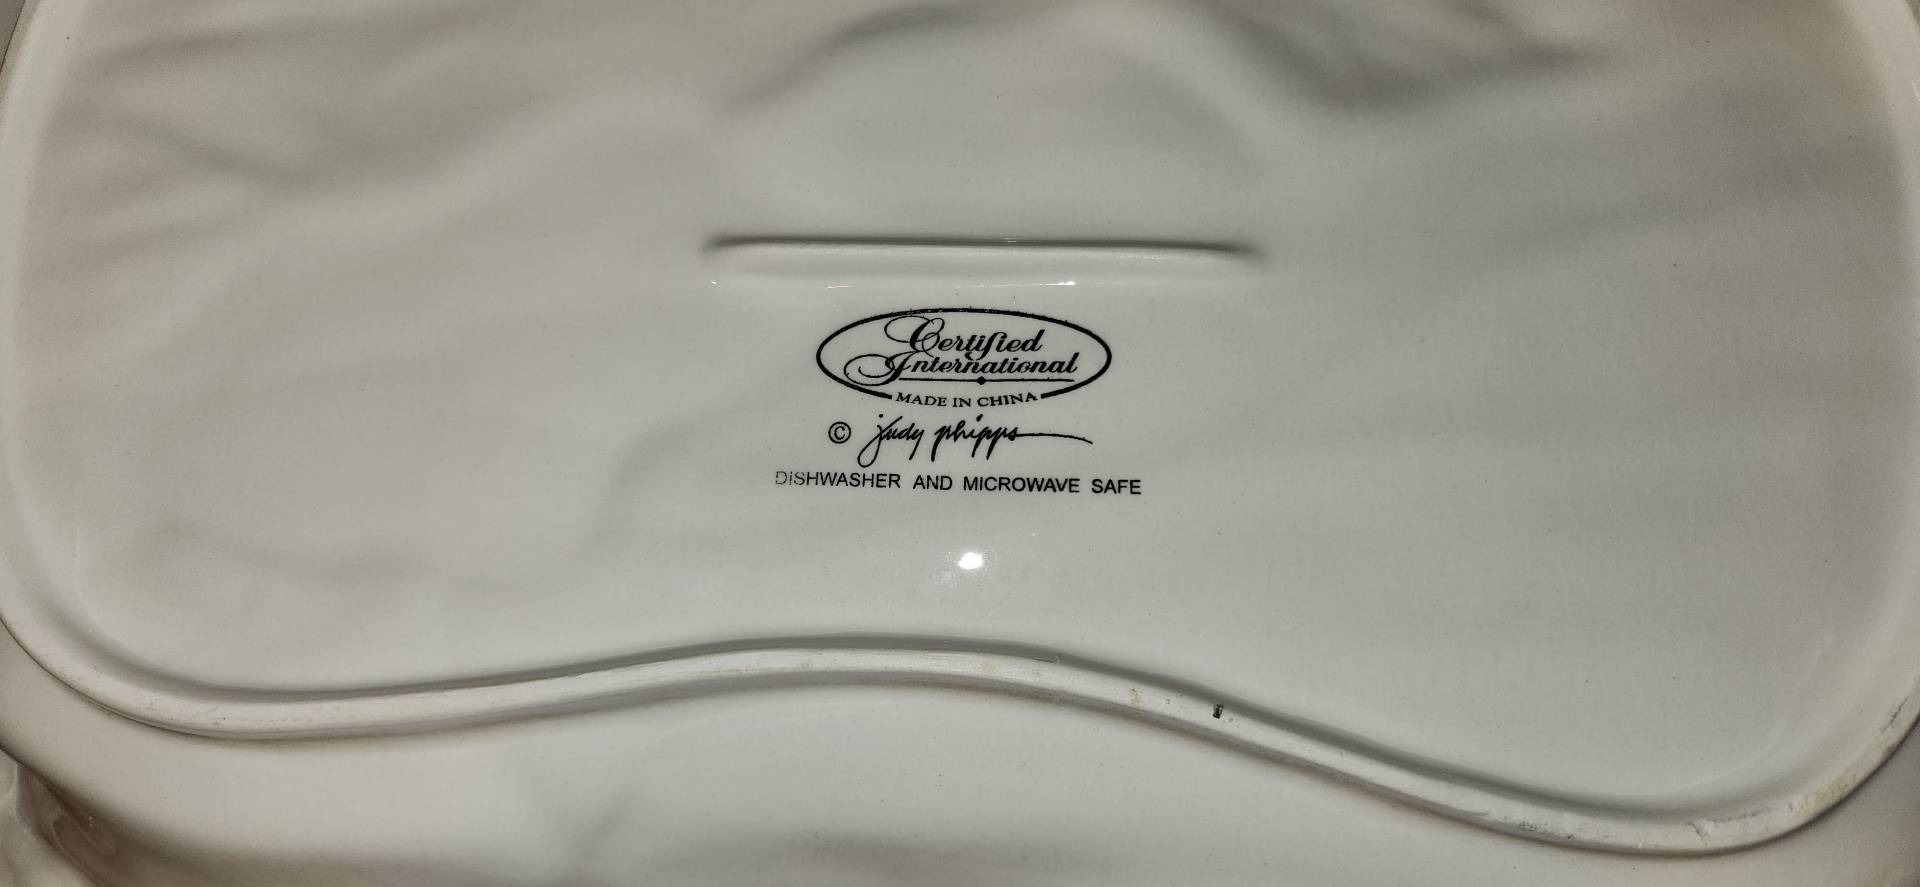 Certified
International
MADE IN CHINA
© judy phipps
DISHWASHER AND MICROWAVE SAFE